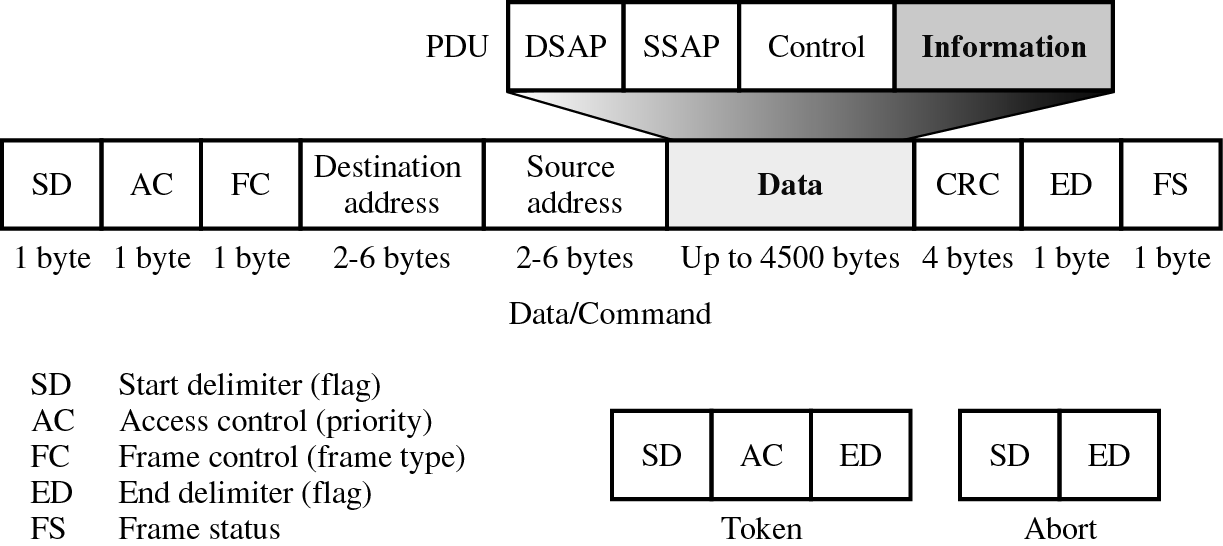 PDU DSAP SSAP Control Information
SD AC FC Destination address Source address Data CRC ED FS
1 byte 1 byte 1 byte 2-6 bytes 2-6 bytes Up to 4500 bytes 4 bytes 1 byte 1 byte
Data/Command
SD Start delimiter (flag)
AC Access control (priority)
FC Frame control (frame type)
ED End delimiter (flag)
FS Frame status
SD AC ED
Token
SD ED
Abort